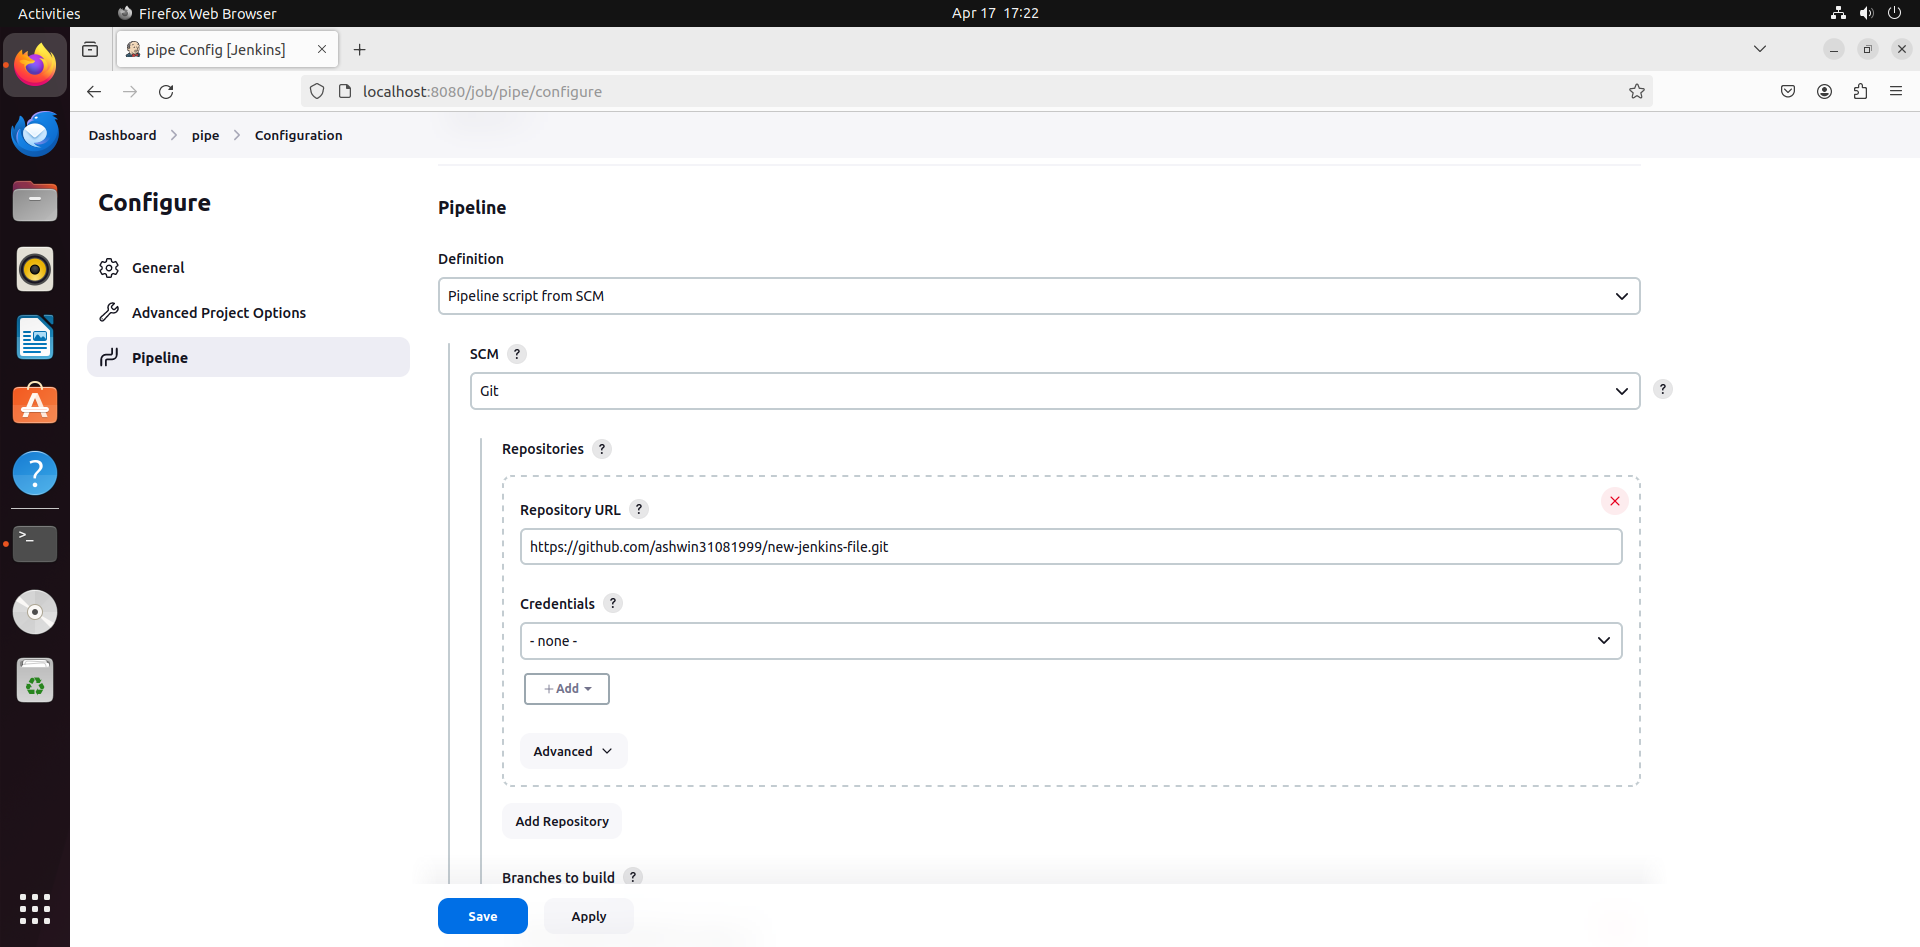 Activities
Firefox Web Browser
Apr 17 17:22
pipe Config [Jenkins]
localhost:8080/job/pipe/configure
Dashboard
pipe
Configuration
Configure
General
Advanced Project Options
Pipeline
Pipeline
Definition
Pipeline script from SCM
SCM ?
Git
?
Repositories ?
Repository URL ?
https://github.com/ashwin31081999/new-jenkins-file.git
Credentials ?
- none -
+ Add
Advanced
Add Repository
Branches to build ?
Save
Apply